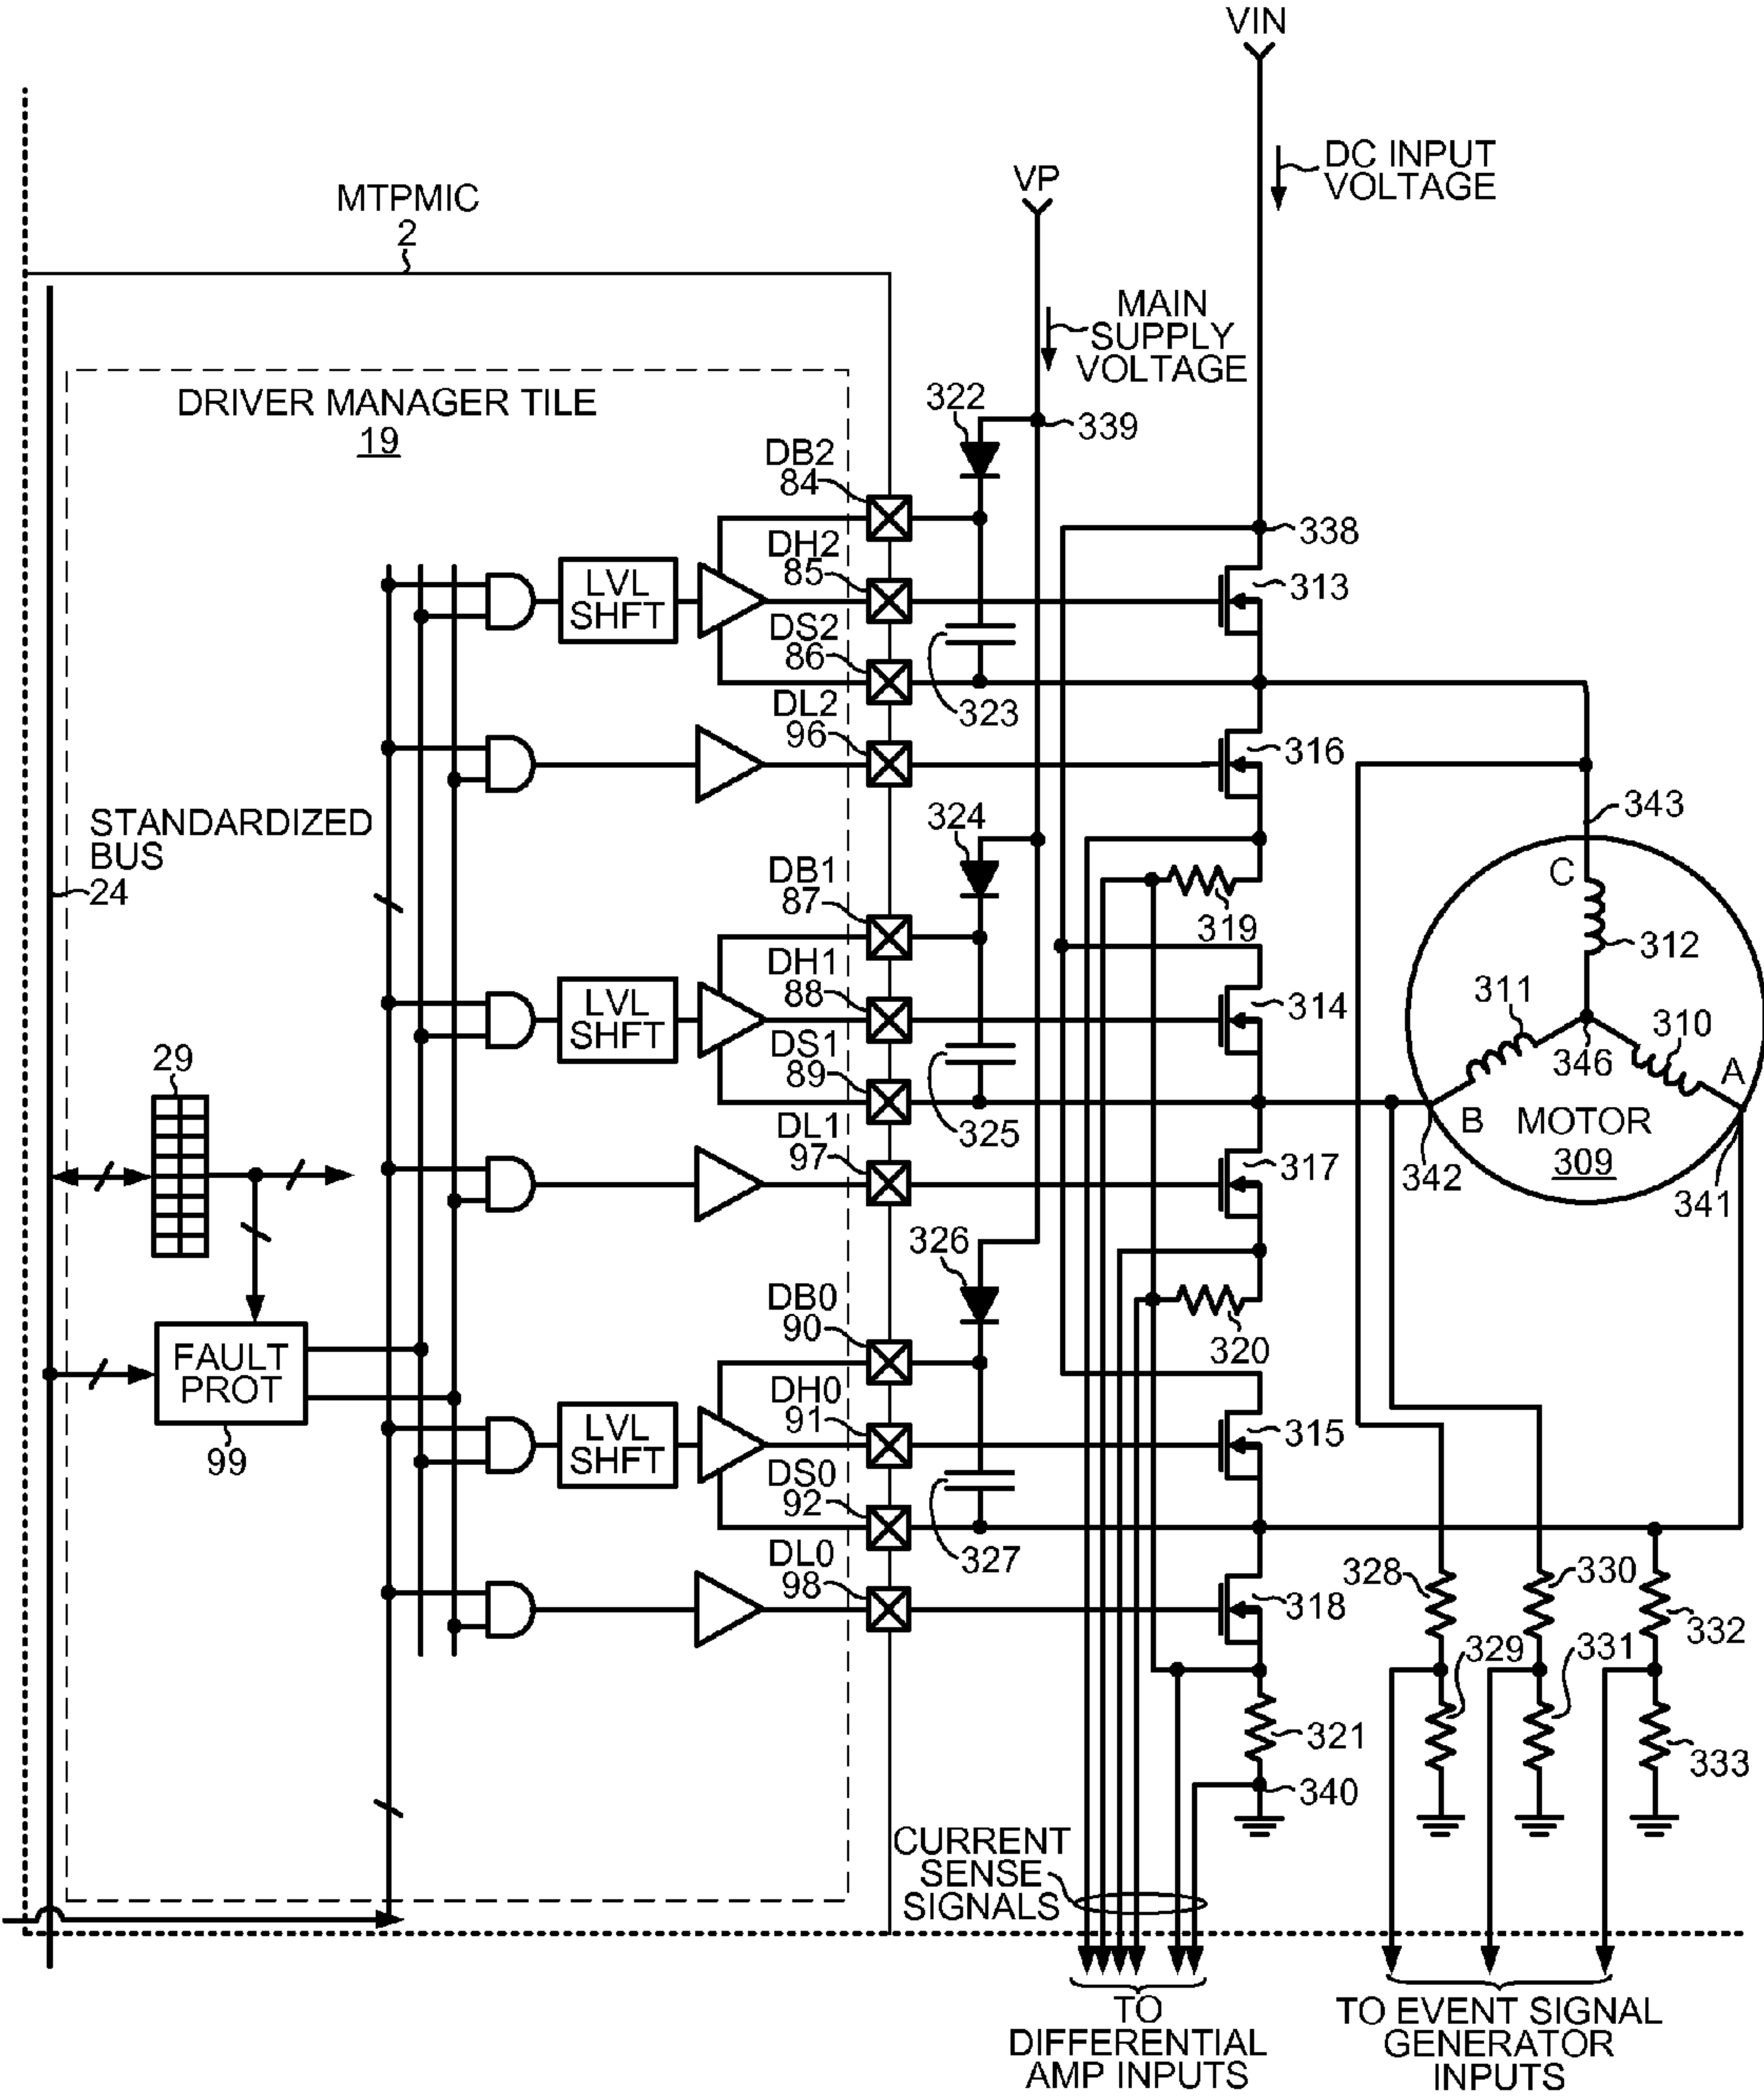 VIN
DC INPUT
VOLTAGE
VP
MTPMIC
2
MAIN
SUPPLY
VOLTAGE
DRIVER MANAGER TILE
19
322
339
DB2
84
338
DH2
85
LVL
SHFT
313
DS2
86
323
DL2
96
316
343
STANDARDIZED
BUS
24
324
C
DB1
87
319
312
DH1
88
LVL
SHFT
314
311
310
346
29
DS1
89
A
325
B
MOTOR
309
DL1
97
317
342
341
326
DB0
90
320
FAULT
PROT
99
DH0
91
LVL
SHFT
315
DS0
92
327
328
330
DL0
98
318
332
329
331
321
333
340
CURRENT
SENSE
SIGNALS
TO
DIFFERENTIAL
AMP INPUTS
TO EVENT SIGNAL
GENERATOR
INPUTS